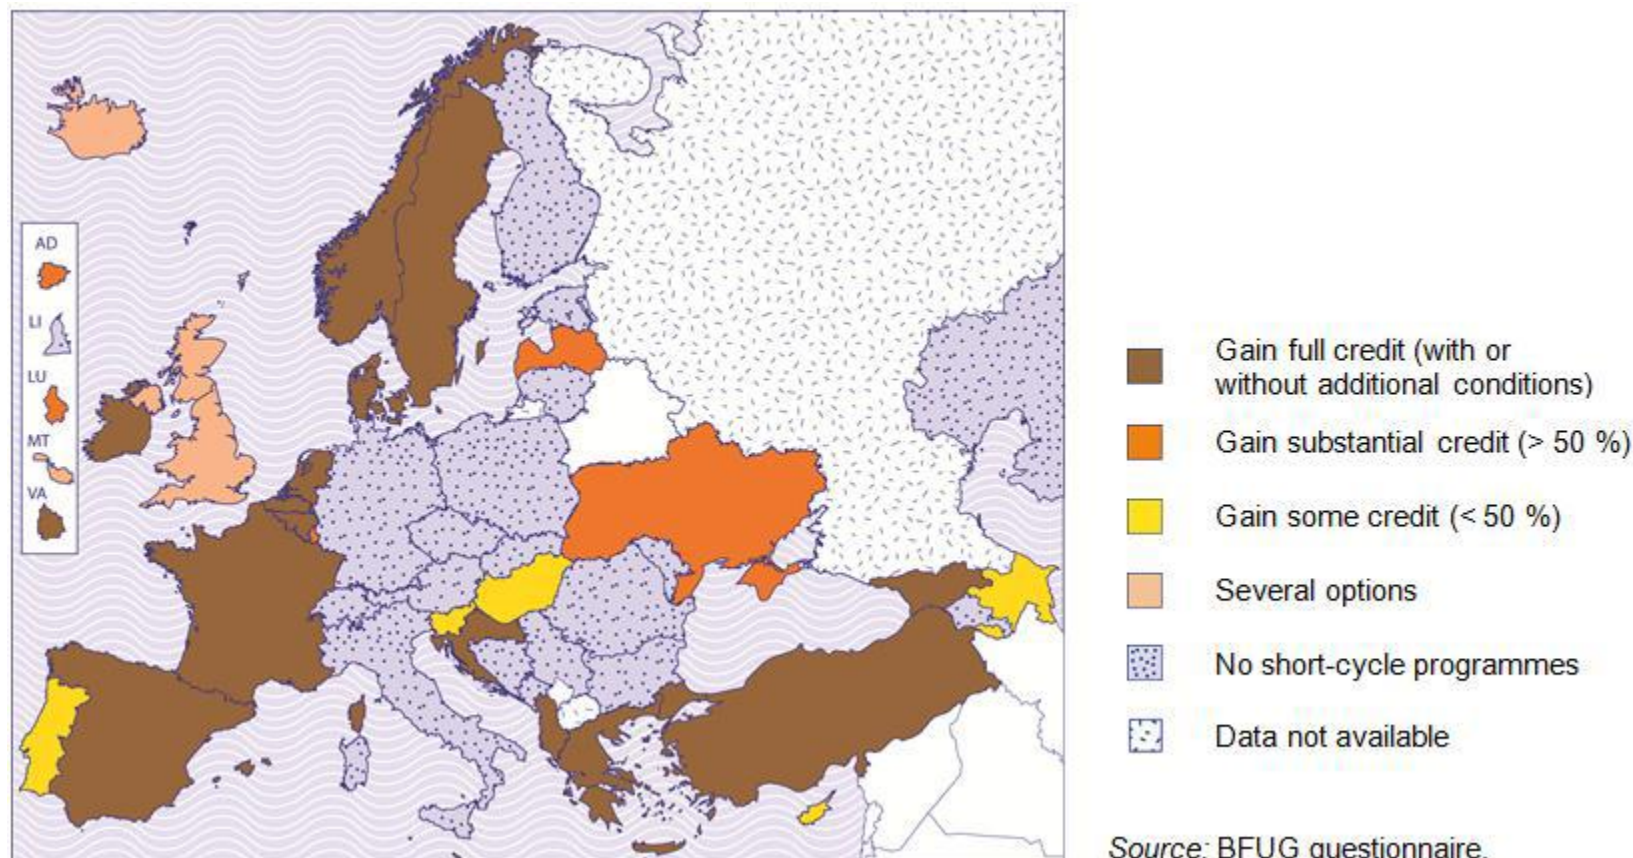 AD
LI
LU
MT
VA
Gain full credit (with or
without additional conditions)
Gain substantial credit (> 50 %)
Gain some credit (< 50 %)
Several options
No short-cycle programmes
Data not available
Source: BFUG questionnaire.